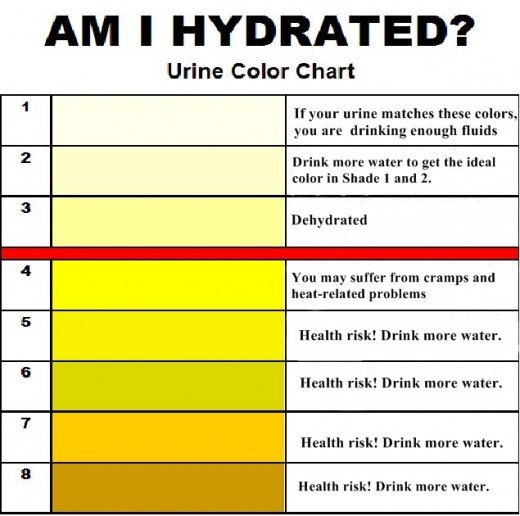 AM I HYDRATED?
Urine Color Chart
1
If your urine matches these colors,
you are drinking enough fluids
2
Drink more water to get the ideal
color in Shade 1 and 2.
3
Dehydrated
4
You may suffer from cramps and
heat-related problems
5
Health risk! Drink more water.
6
Health risk! Drink more water.
7
Health risk! Drink more water.
8
Health risk! Drink more water.